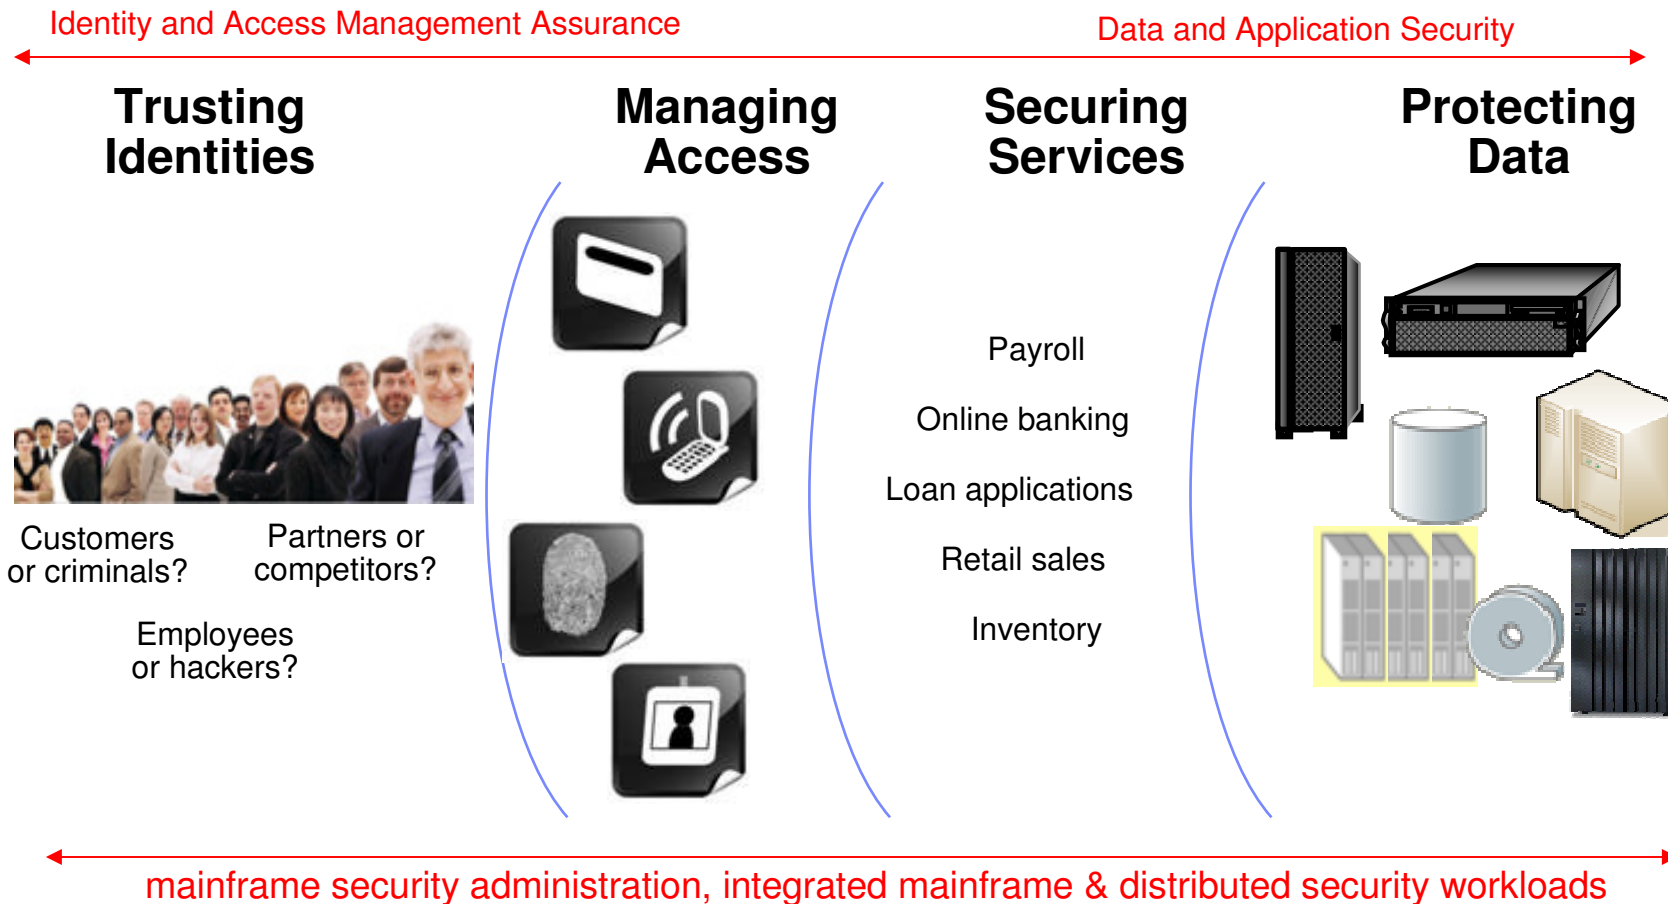 Identity and Access Management Assurance
Data and Application Security
Trusting
Identities
Managing
Access
Securing
Services
Protecting
Data
Customers
or criminals?
Partners or
competitors?
Employees
or hackers?
Payroll
Online banking
Loan applications
Retail sales
Inventory
mainframe security administration, integrated mainframe & distributed security workloads